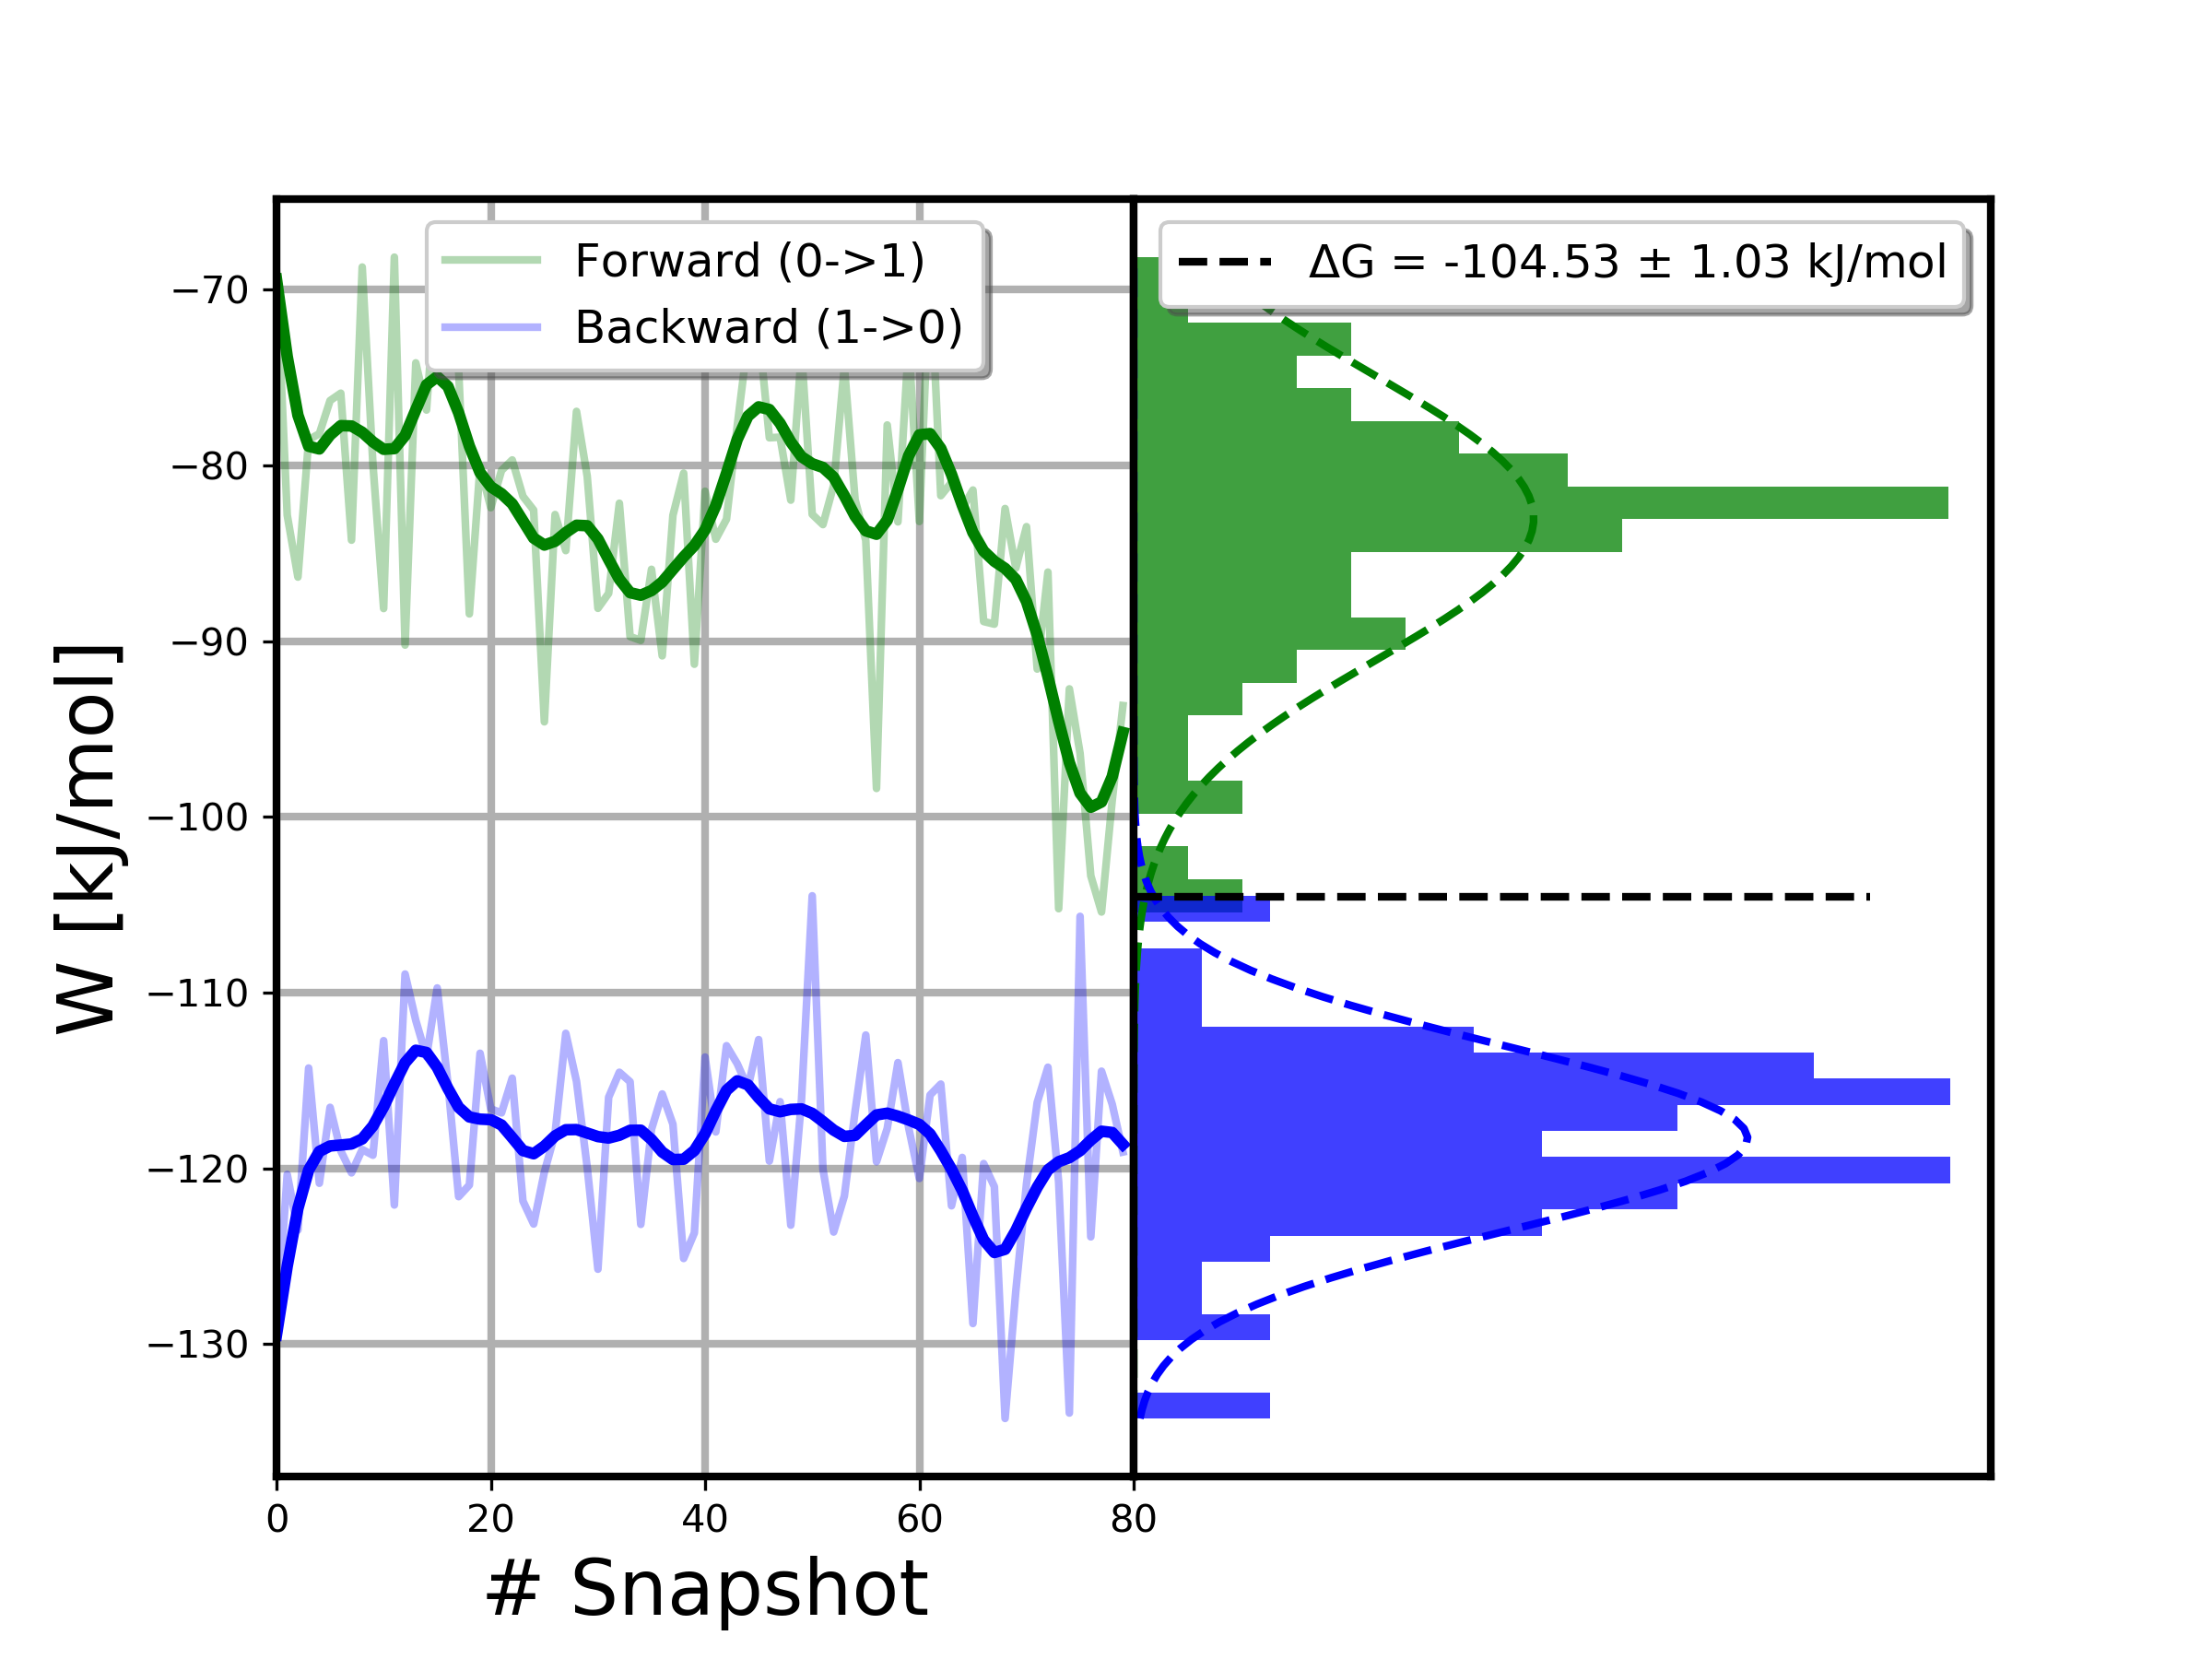 Forward (0->1)
Backward (1->0)
ΔG = -104.53 ± 1.03 kJ/mol
W [kJ/mol]
−70
−80
−90
−100
−110
−120
−130
0 20 40 60 80
# Snapshot